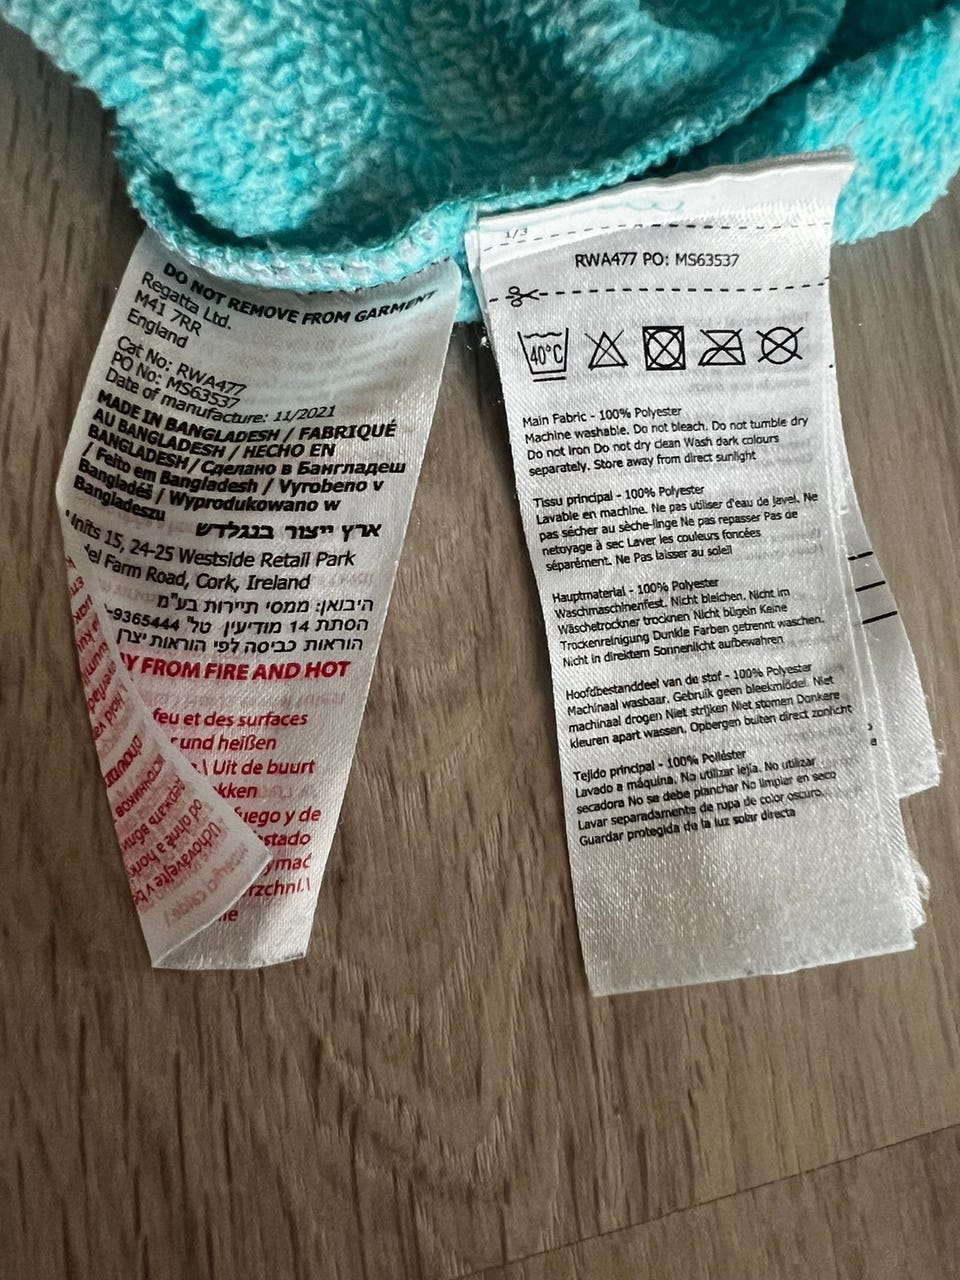 DO NOT REMOVE FROM GARMENT
Regatta Ltd.
M41 7RR
England
Cat No: RWA477
PO No: MS63537
Date of manufacture: 11/2021
MADE IN BANGLADESH / FABRIQUÉ
AU BANGLADESH / HECHO EN
BANGLADESH / Сделано в Бангладеш
/ Feito em Bangladesh / Vyrobeno v
Bangladéš / Wyprodukowano w
Bangladeszu
ארץ ייצור בנגלדש
Units 15, 24-25 Westside Retail Park
el Farm Road, Cork, Ireland
היבואן: ממסי תיירות בע"מ
הסתת 14 מודיעין טל' 9365444-
הוראות כביסה לפי הוראות יצרן
Y FROM FIRE AND HOT
feu et des surfaces
und heißen
Uit de buurt
kken
uego y de
stado
ymać
rzchni.\
1/3
RWA477 PO: MS63537
40°C
Main Fabric - 100% Polyester
Machine washable. Do not bleach. Do not tumble dry
Do not Iron Do not dry clean Wash dark colours
separately. Store away from direct sunlight
Tissu principal - 100% Polyester
Lavable en machine. Ne pas utiliser d'eau de javel. Ne
pas sécher au sèche-linge Ne pas repasser Pas de
netoyage à sec Laver les couleurs foncées
séparément. Ne Pas laisser au soleil
Hauptmaterial - 100% Polyester
Waschmaschinenfest. Nicht bleichen. Nicht im
Wäschetrockner trocknen Nicht bügeln Keine
Trockenreinigung Dunkle Farben getrennt waschen.
Nicht in direktem Sonnenlicht aufbewahren
Hoofdbestanddeel van de stof - 100% Polyester
Machinaal wasbaar. Gebruik geen bleekmiddel. Niet
machinaal drogen Niet strijken Niet stomen Donkere
kleuren apart wassen. Opbergen buiten direct zonlicht
Tejido principal - 100% Poliéster
Lavado a máquina. No utilizar lejía. No utilizar
secadora No se debe planchar No limpiar en seco
Lavar separadamente de ropa de color oscuro.
Guardar protegida de la luz solar directa